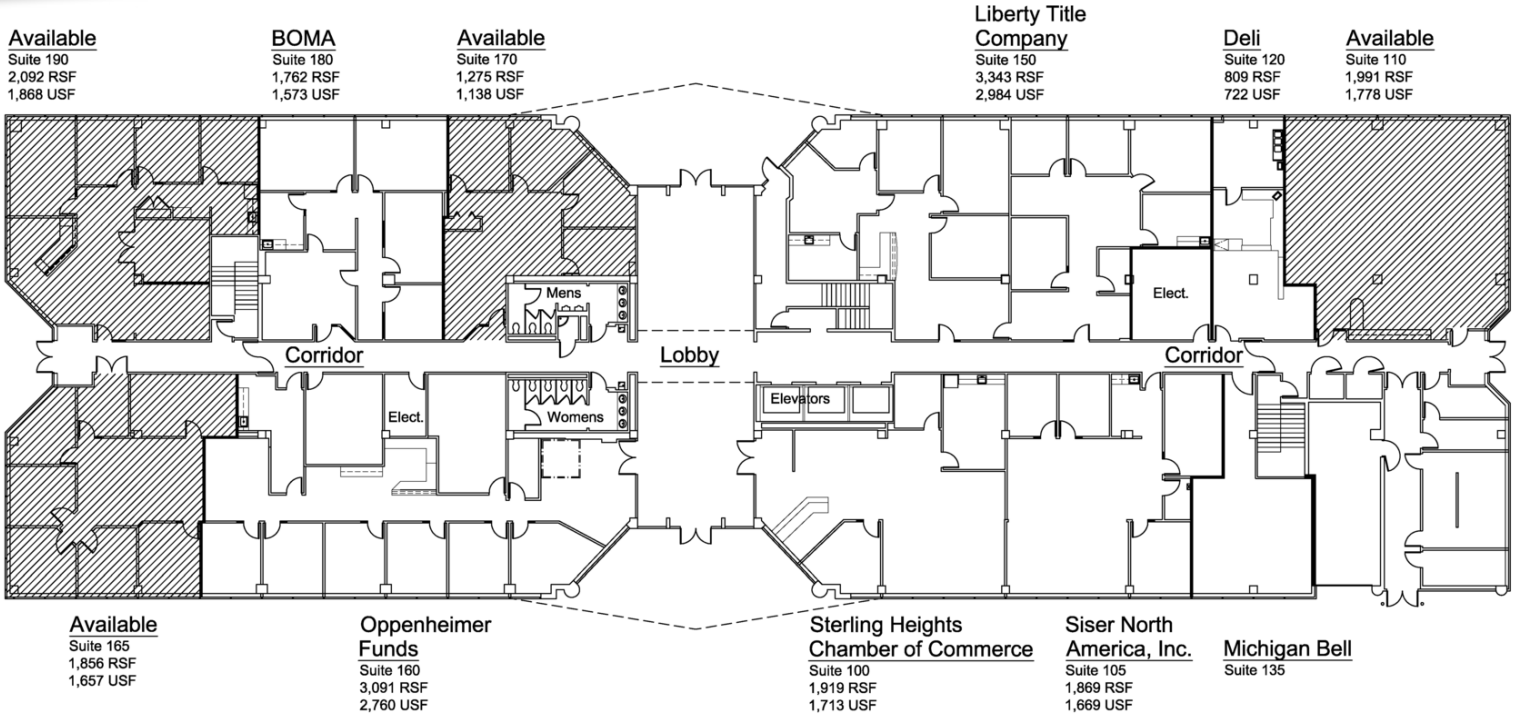 Available
Suite 190
2,092 RSF
1,868 USF
BOMA
Suite 180
1,762 RSF
1,573 USF
Available
Suite 170
1,275 RSF
1,138 USF
Liberty Title
Company
Suite 150
3,343 RSF
2,984 USF
Deli
Suite 120
809 RSF
722 USF
Available
Suite 110
1,991 RSF
1,778 USF
Mens
Elect.
Corridor
Lobby
Corridor
Elevators
Elect.
Womens
Available
Suite 165
1,856 RSF
1,657 USF
Oppenheimer
Funds
Suite 160
3,091 RSF
2,760 USF
Sterling Heights
Chamber of Commerce
Suite 100
1,919 RSF
1,713 USF
Siser North
America, Inc.
Suite 105
1,869 RSF
1,669 USF
Michigan Bell
Suite 135